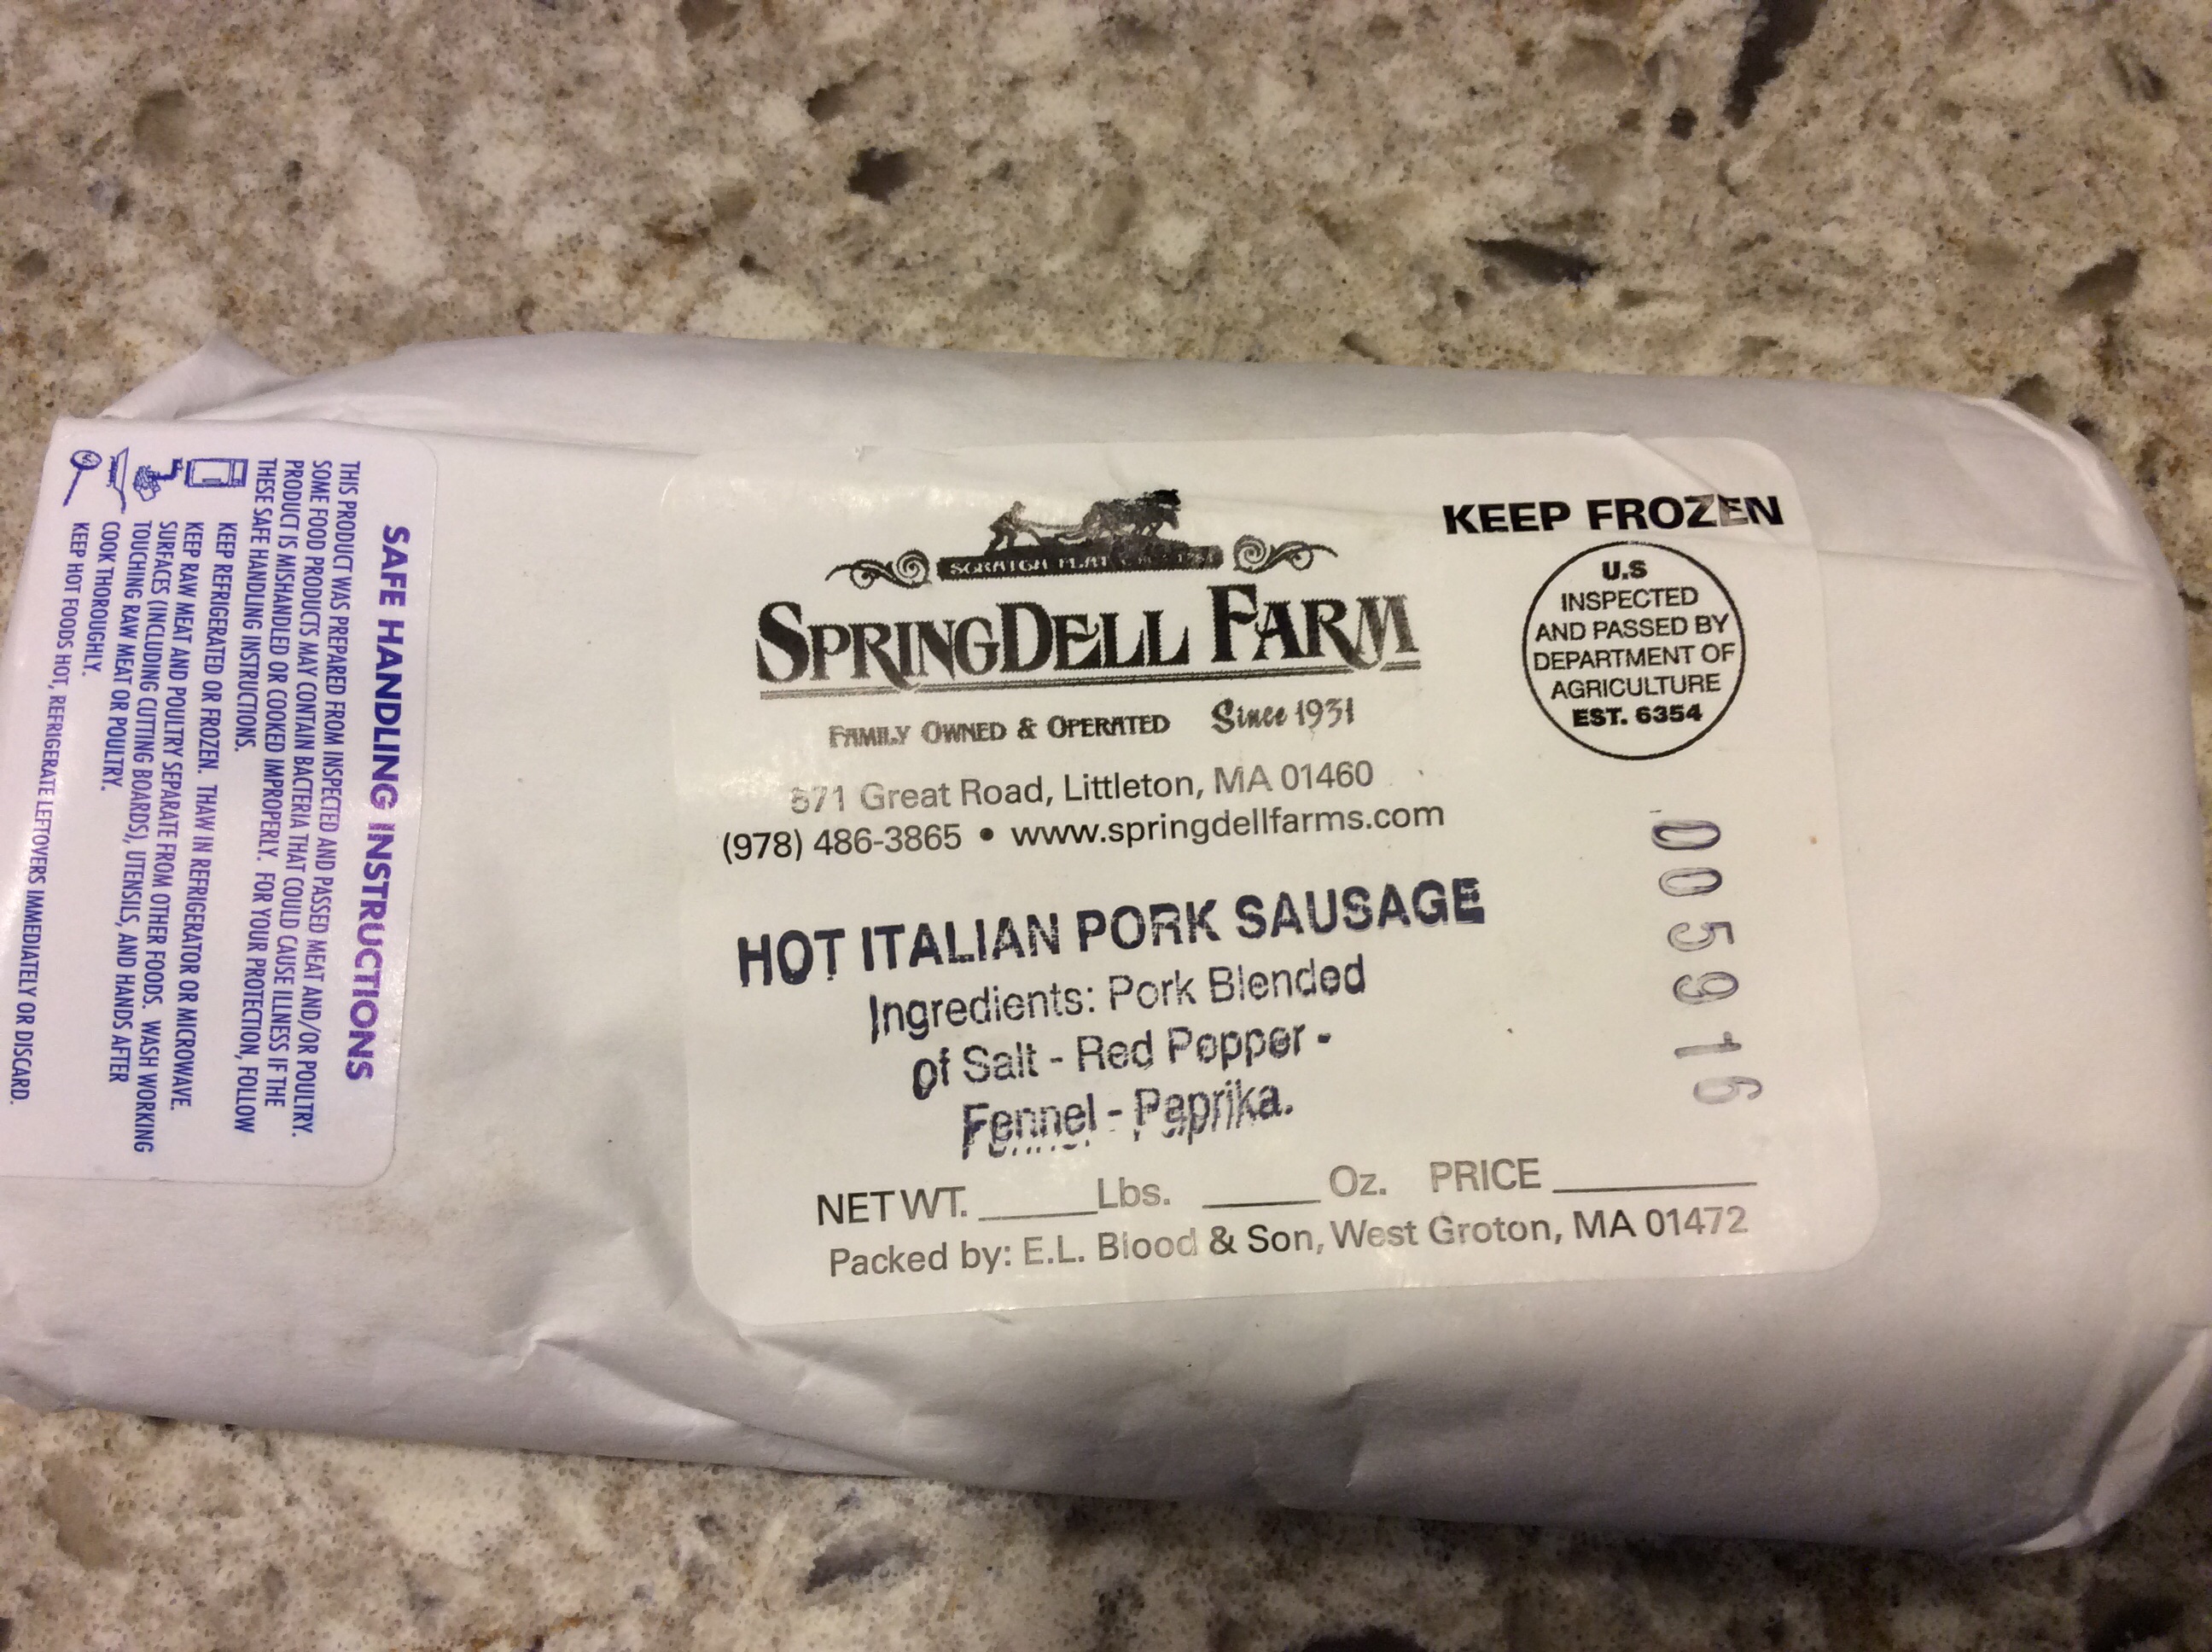 SPRINGDELL FARM
FAMILY OWNED & OPERATED Since 1931
571 Great Road, Littleton, MA 01460
(978) 486-3865 • www.springdellfarms.com
HOT ITALIAN PORK SAUSAGE
Ingredients: Pork Blended
of Salt - Red Pepper -
Fennel - Paprika.
NET WT. _____Lbs. _____ Oz. PRICE _________
Packed by: E.L. Blood & Son, West Groton, MA 01472
KEEP FROZEN
U.S
INSPECTED
AND PASSED BY
DEPARTMENT OF
AGRICULTURE
EST. 6354
005916
SAFE HANDLING INSTRUCTIONS
THIS PRODUCT WAS PREPARED FROM INSPECTED AND PASSED MEAT AND/OR POULTRY.
SOME FOOD PRODUCTS MAY CONTAIN BACTERIA THAT COULD CAUSE ILLNESS IF THE
PRODUCT IS MISHANDLED OR COOKED IMPROPERLY. FOR YOUR PROTECTION, FOLLOW
THESE SAFE HANDLING INSTRUCTIONS.
KEEP REFRIGERATED OR FROZEN. THAW IN REFRIGERATOR OR MICROWAVE.
KEEP RAW MEAT AND POULTRY SEPARATE FROM OTHER FOODS. WASH WORKING
SURFACES (INCLUDING CUTTING BOARDS), UTENSILS, AND HANDS AFTER
TOUCHING RAW MEAT OR POULTRY.
COOK THOROUGHLY.
KEEP HOT FOODS HOT, REFRIGERATE LEFTOVERS IMMEDIATELY OR DISCARD.